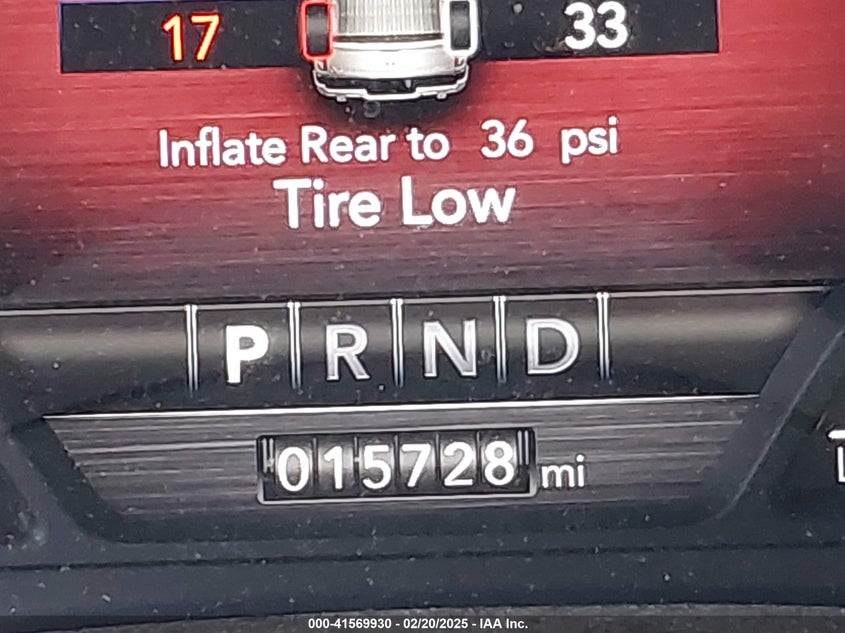 17 33
Inflate Rear to 36 psi
Tire Low
P R N D
015728 mi
000-41569930 - 02/20/2025 - IAA Inc.